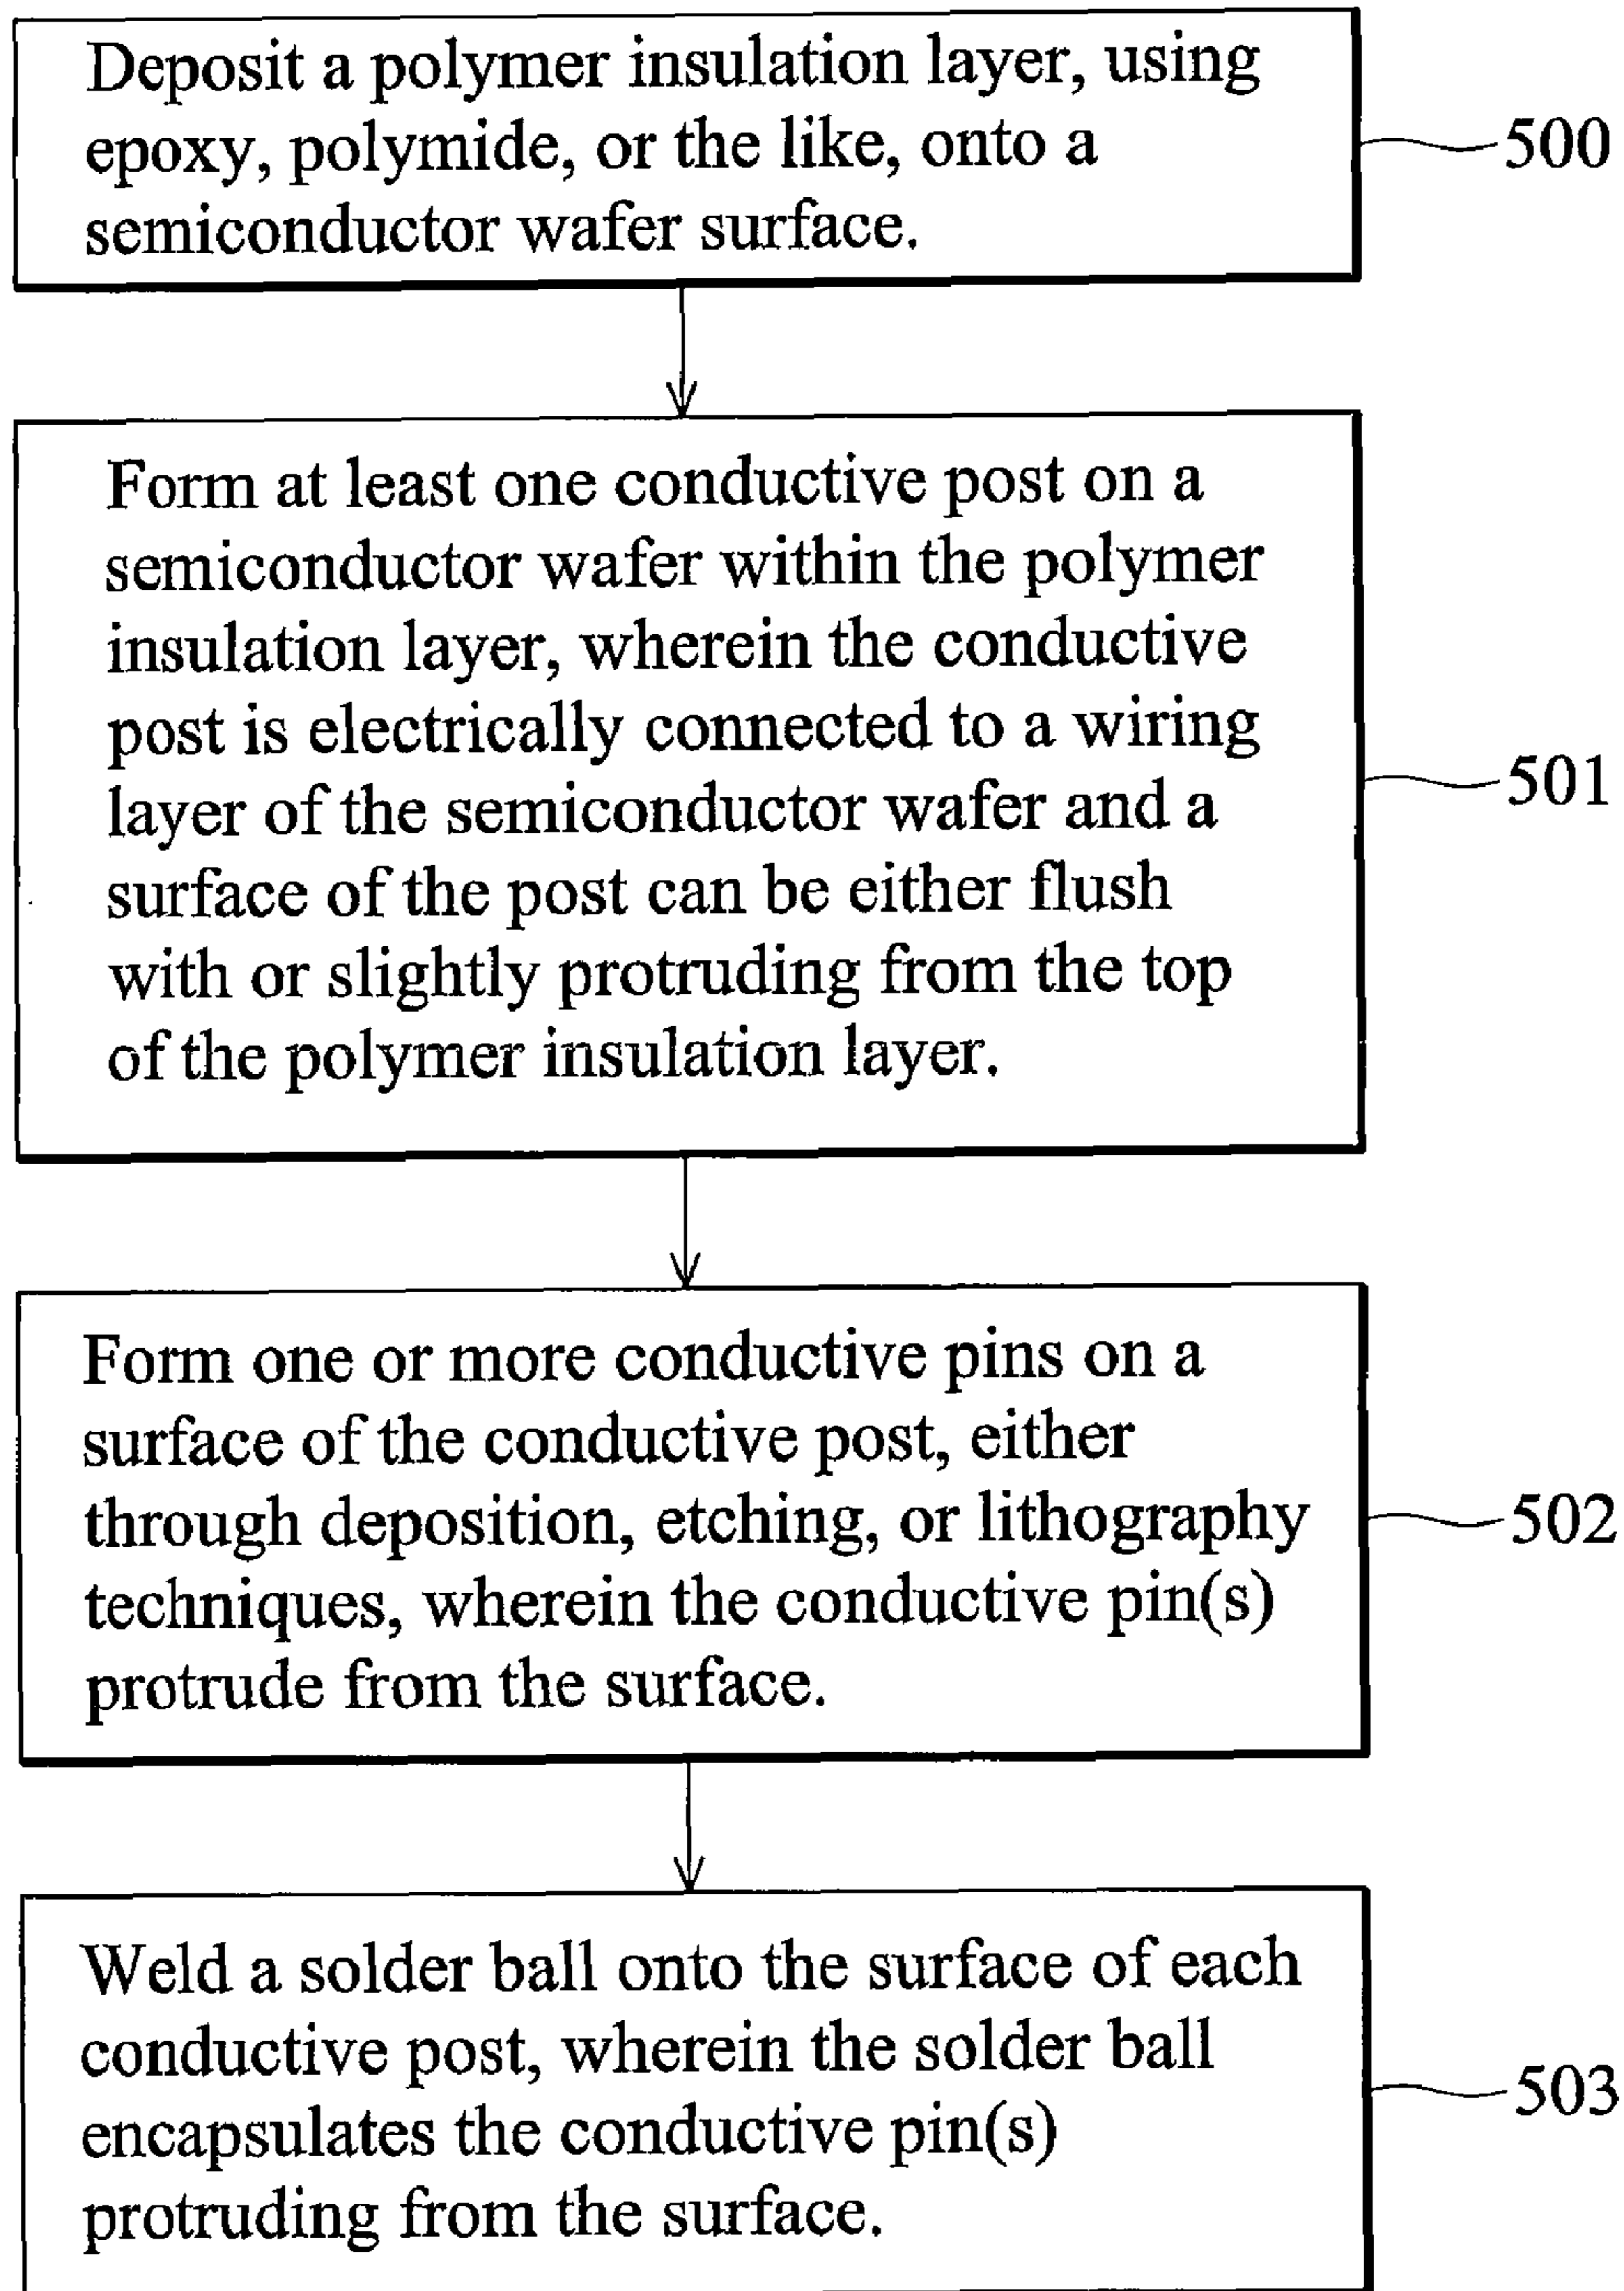 Deposit a polymer insulation layer, using
epoxy, polymide, or the like, onto a
semiconductor wafer surface.
500
Form at least one conductive post on a
semiconductor wafer within the polymer
insulation layer, wherein the conductive
post is electrically connected to a wiring
layer of the semiconductor wafer and a
surface of the post can be either flush
with or slightly protruding from the top
of the polymer insulation layer.
501
Form one or more conductive pins on a
surface of the conductive post, either
through deposition, etching, or lithography
techniques, wherein the conductive pin(s)
protrude from the surface.
502
Weld a solder ball onto the surface of each
conductive post, wherein the solder ball
encapsulates the conductive pin(s)
protruding from the surface.
503